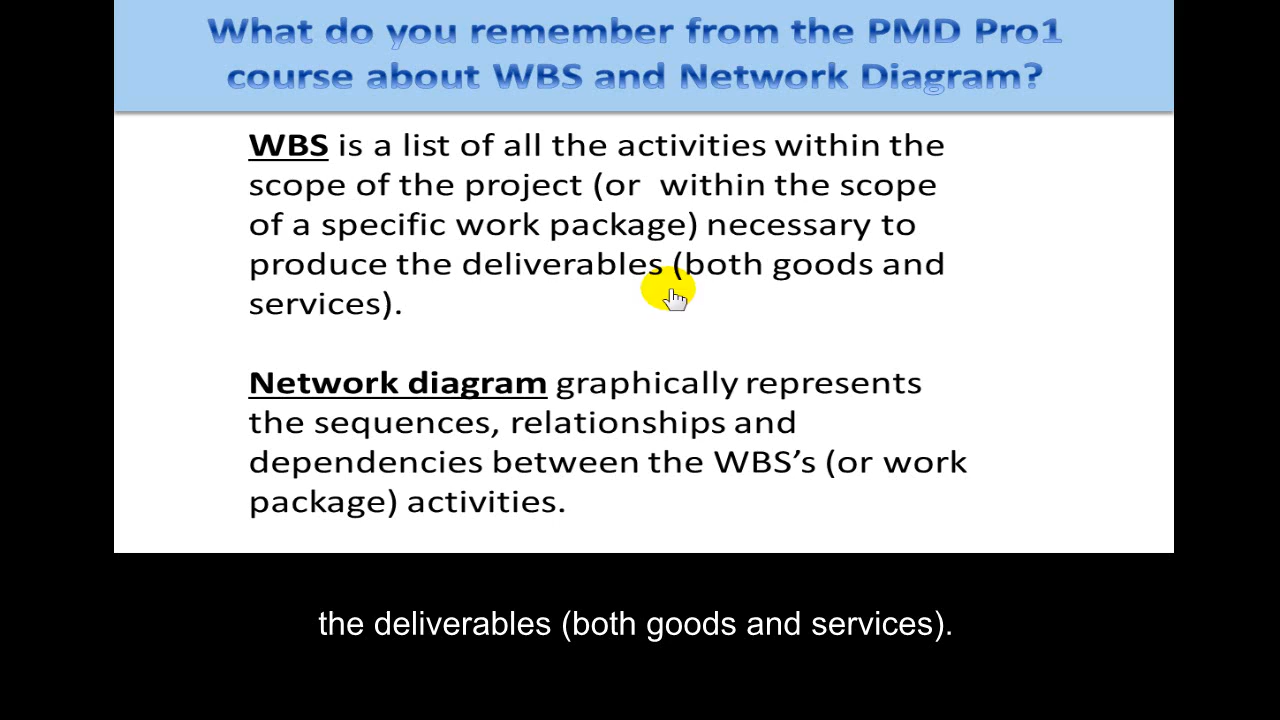 What do you remember from the PMD Pro1
course about WBS and Network Diagram?
WBS is a list of all the activities within the
scope of the project (or  within the scope
of a specific work package) necessary to
produce the deliverables (both goods and
services).
Network diagram graphically represents
the sequences, relationships and
dependencies between the WBS’s (or work
package) activities.
the deliverables (both goods and services).